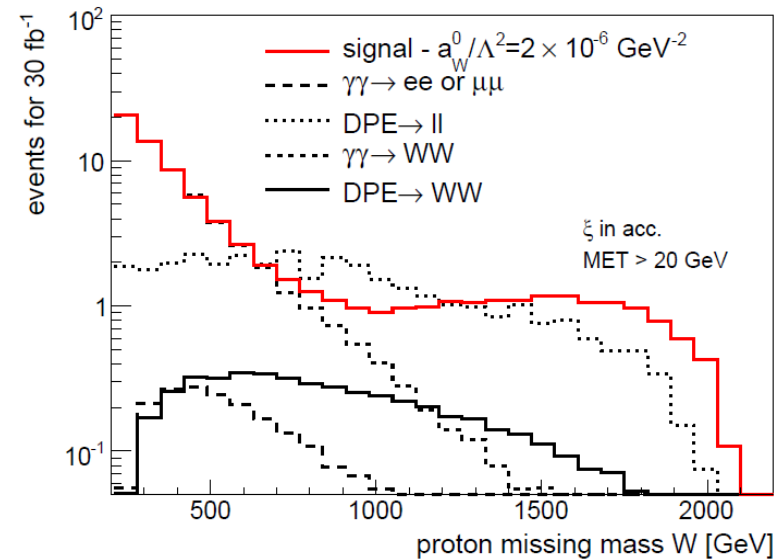 10²
10
1
10⁻¹
events for 30 fb⁻¹
signal - a⁰_W/Λ²=2 × 10⁻⁶ GeV⁻²
γγ→ ee or μμ
DPE→ ll
γγ→ WW
DPE→ WW
ξ in acc.
MET > 20 GeV
500 1000 1500 2000
proton missing mass W [GeV]